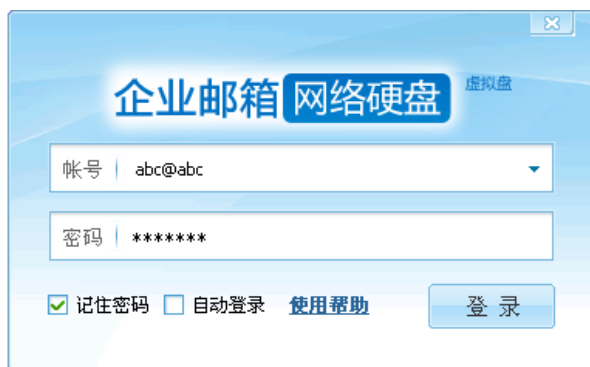 企业邮箱 网络硬盘 虚拟盘
帐号 abc@abc
密码 *******
记住密码 自动登录 使用帮助 登 录